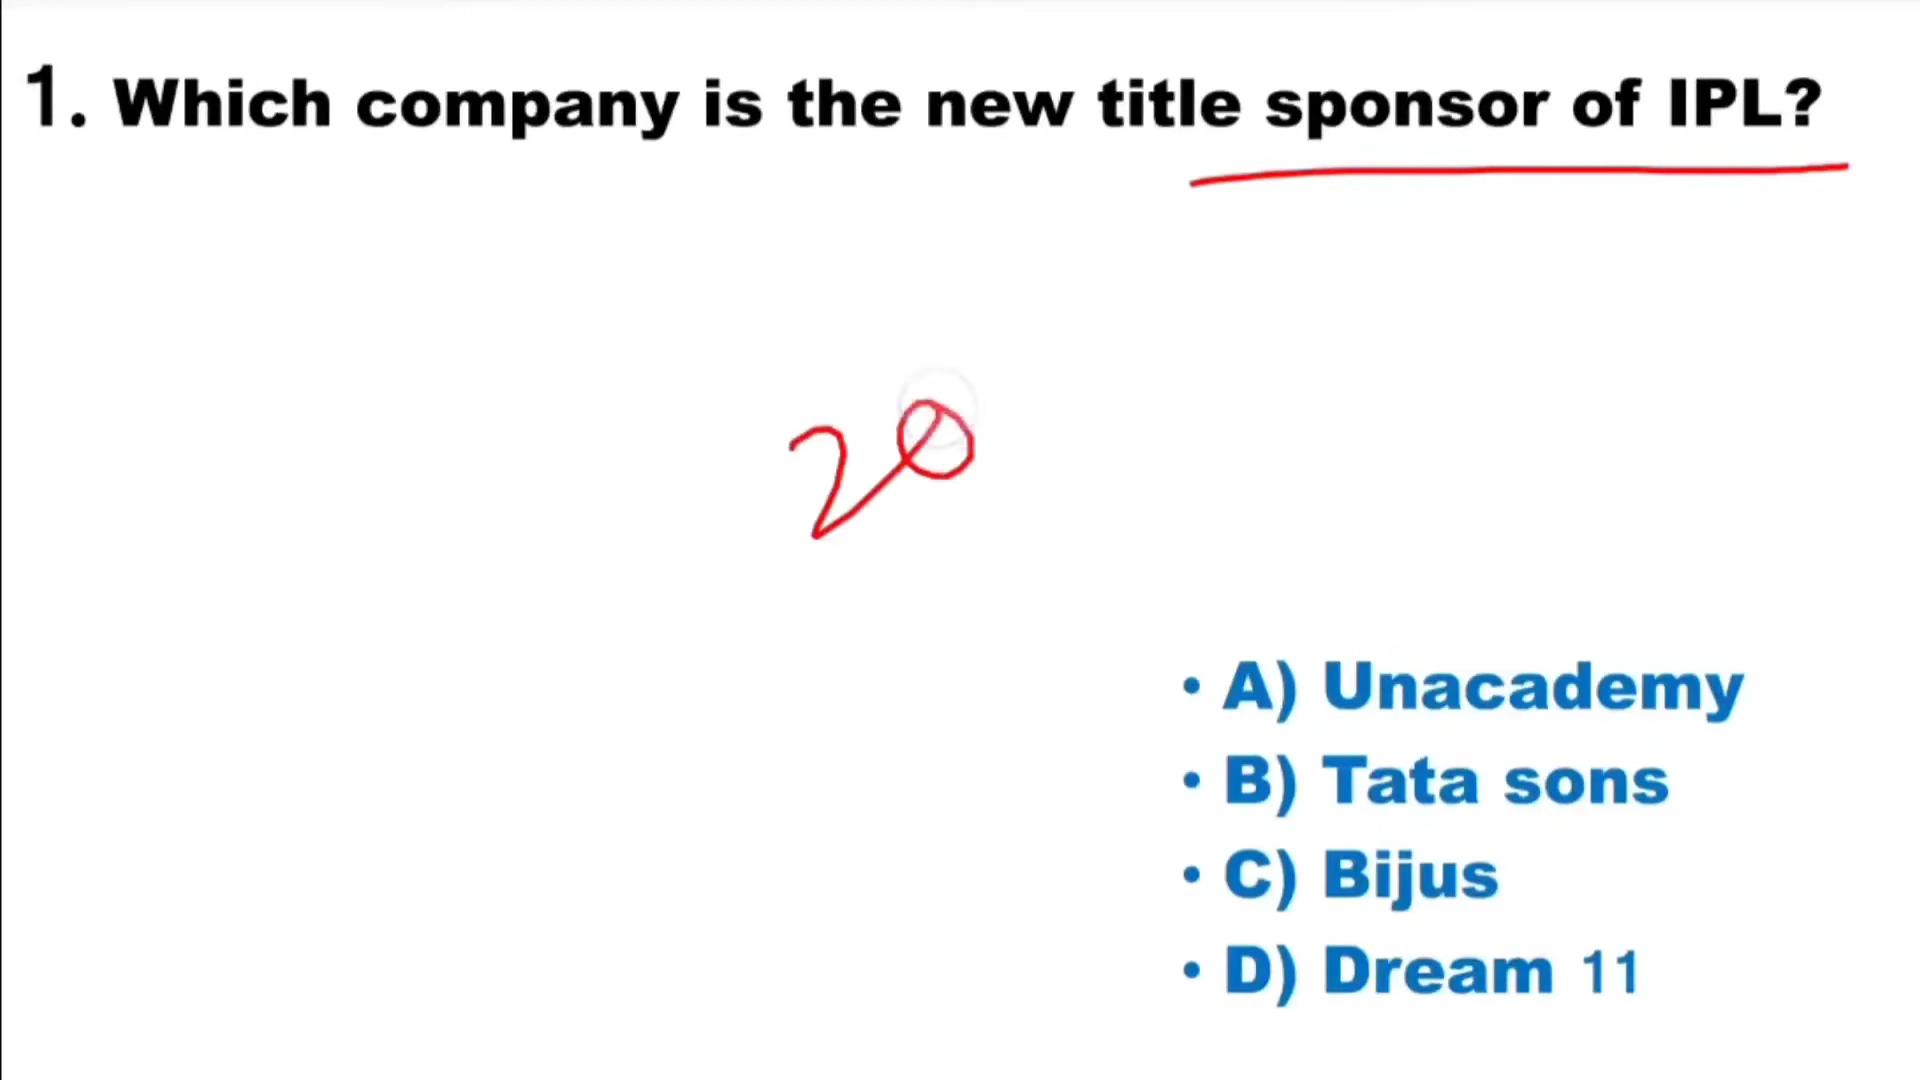 1. Which company is the new title sponsor of IPL?
20
• A) Unacademy
• B) Tata sons
• C) Bijus
• D) Dream 11